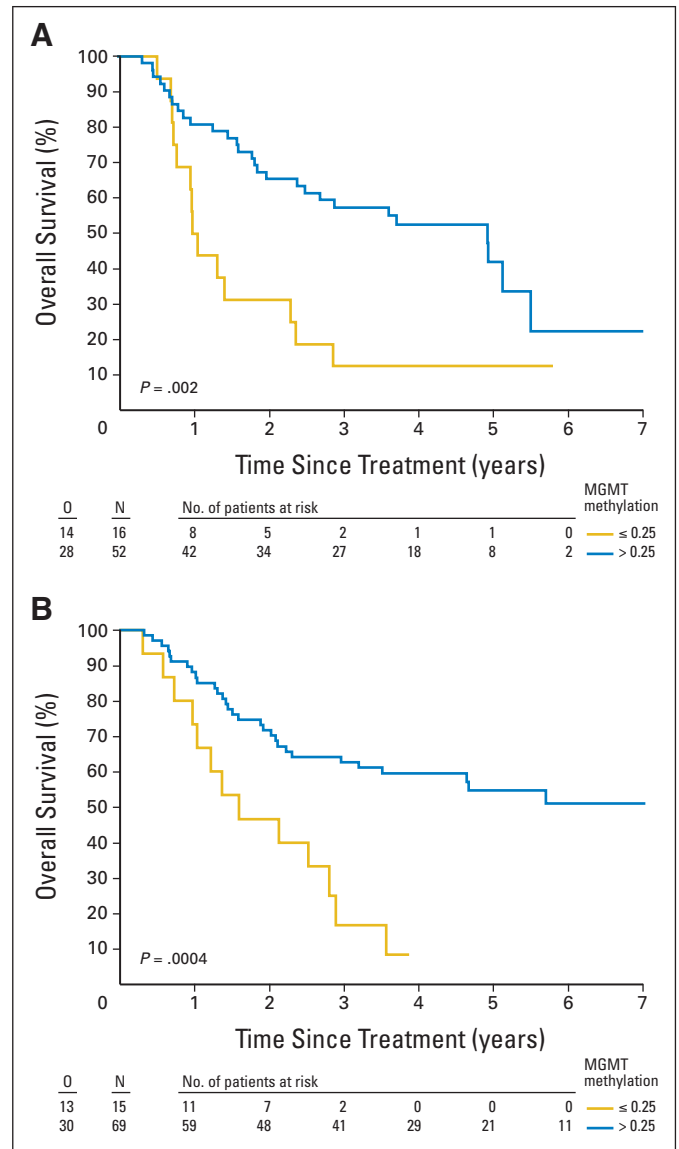 A
100
90
80
70
60
50
40
30
20
10
Overall Survival (%)
P = .002
0 1 2 3 4 5 6 7
Time Since Treatment (years)
MGMT
O N No. of patients at risk methylation
14 16 8 5 2 1 1 0 ≤ 0.25
28 52 42 34 27 18 8 2 > 0.25
B
100
90
80
70
60
50
40
30
20
10
Overall Survival (%)
P = .0004
0 1 2 3 4 5 6 7
Time Since Treatment (years)
MGMT
O N No. of patients at risk methylation
13 15 11 7 2 0 0 0 ≤ 0.25
30 69 59 48 41 29 21 11 > 0.25